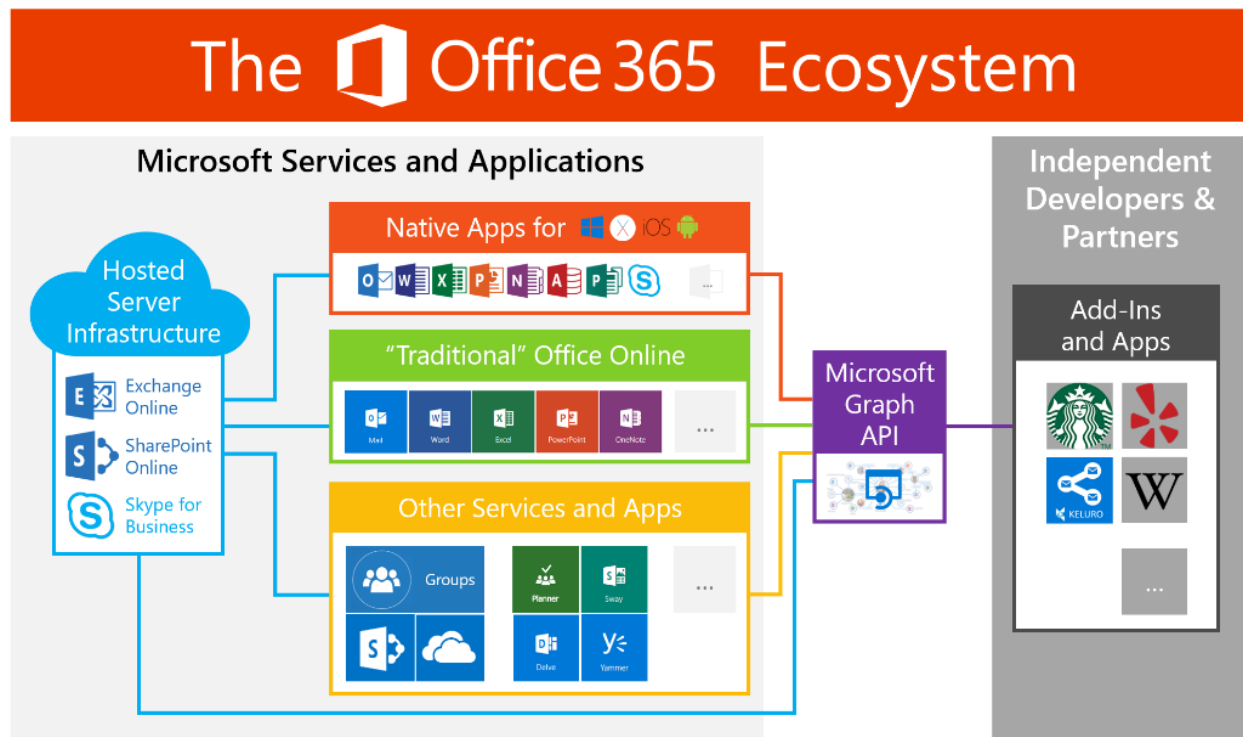 The Office 365 Ecosystem
Microsoft Services and Applications
Hosted
Server
Infrastructure
E
Exchange
Online
S
SharePoint
Online
S
Skype for
Business
Native Apps for iOS
X
O W X P N A P S ...
"Traditional" Office Online
O W X P N
Mail Word Excel PowerPoint OneNote ...
Other Services and Apps
Groups
S
Planner
S
Sway
D
Delve
Yammer
...
Microsoft
Graph
API
Independent
Developers &
Partners
Add-Ins
and Apps
TM
KELURO
W
...